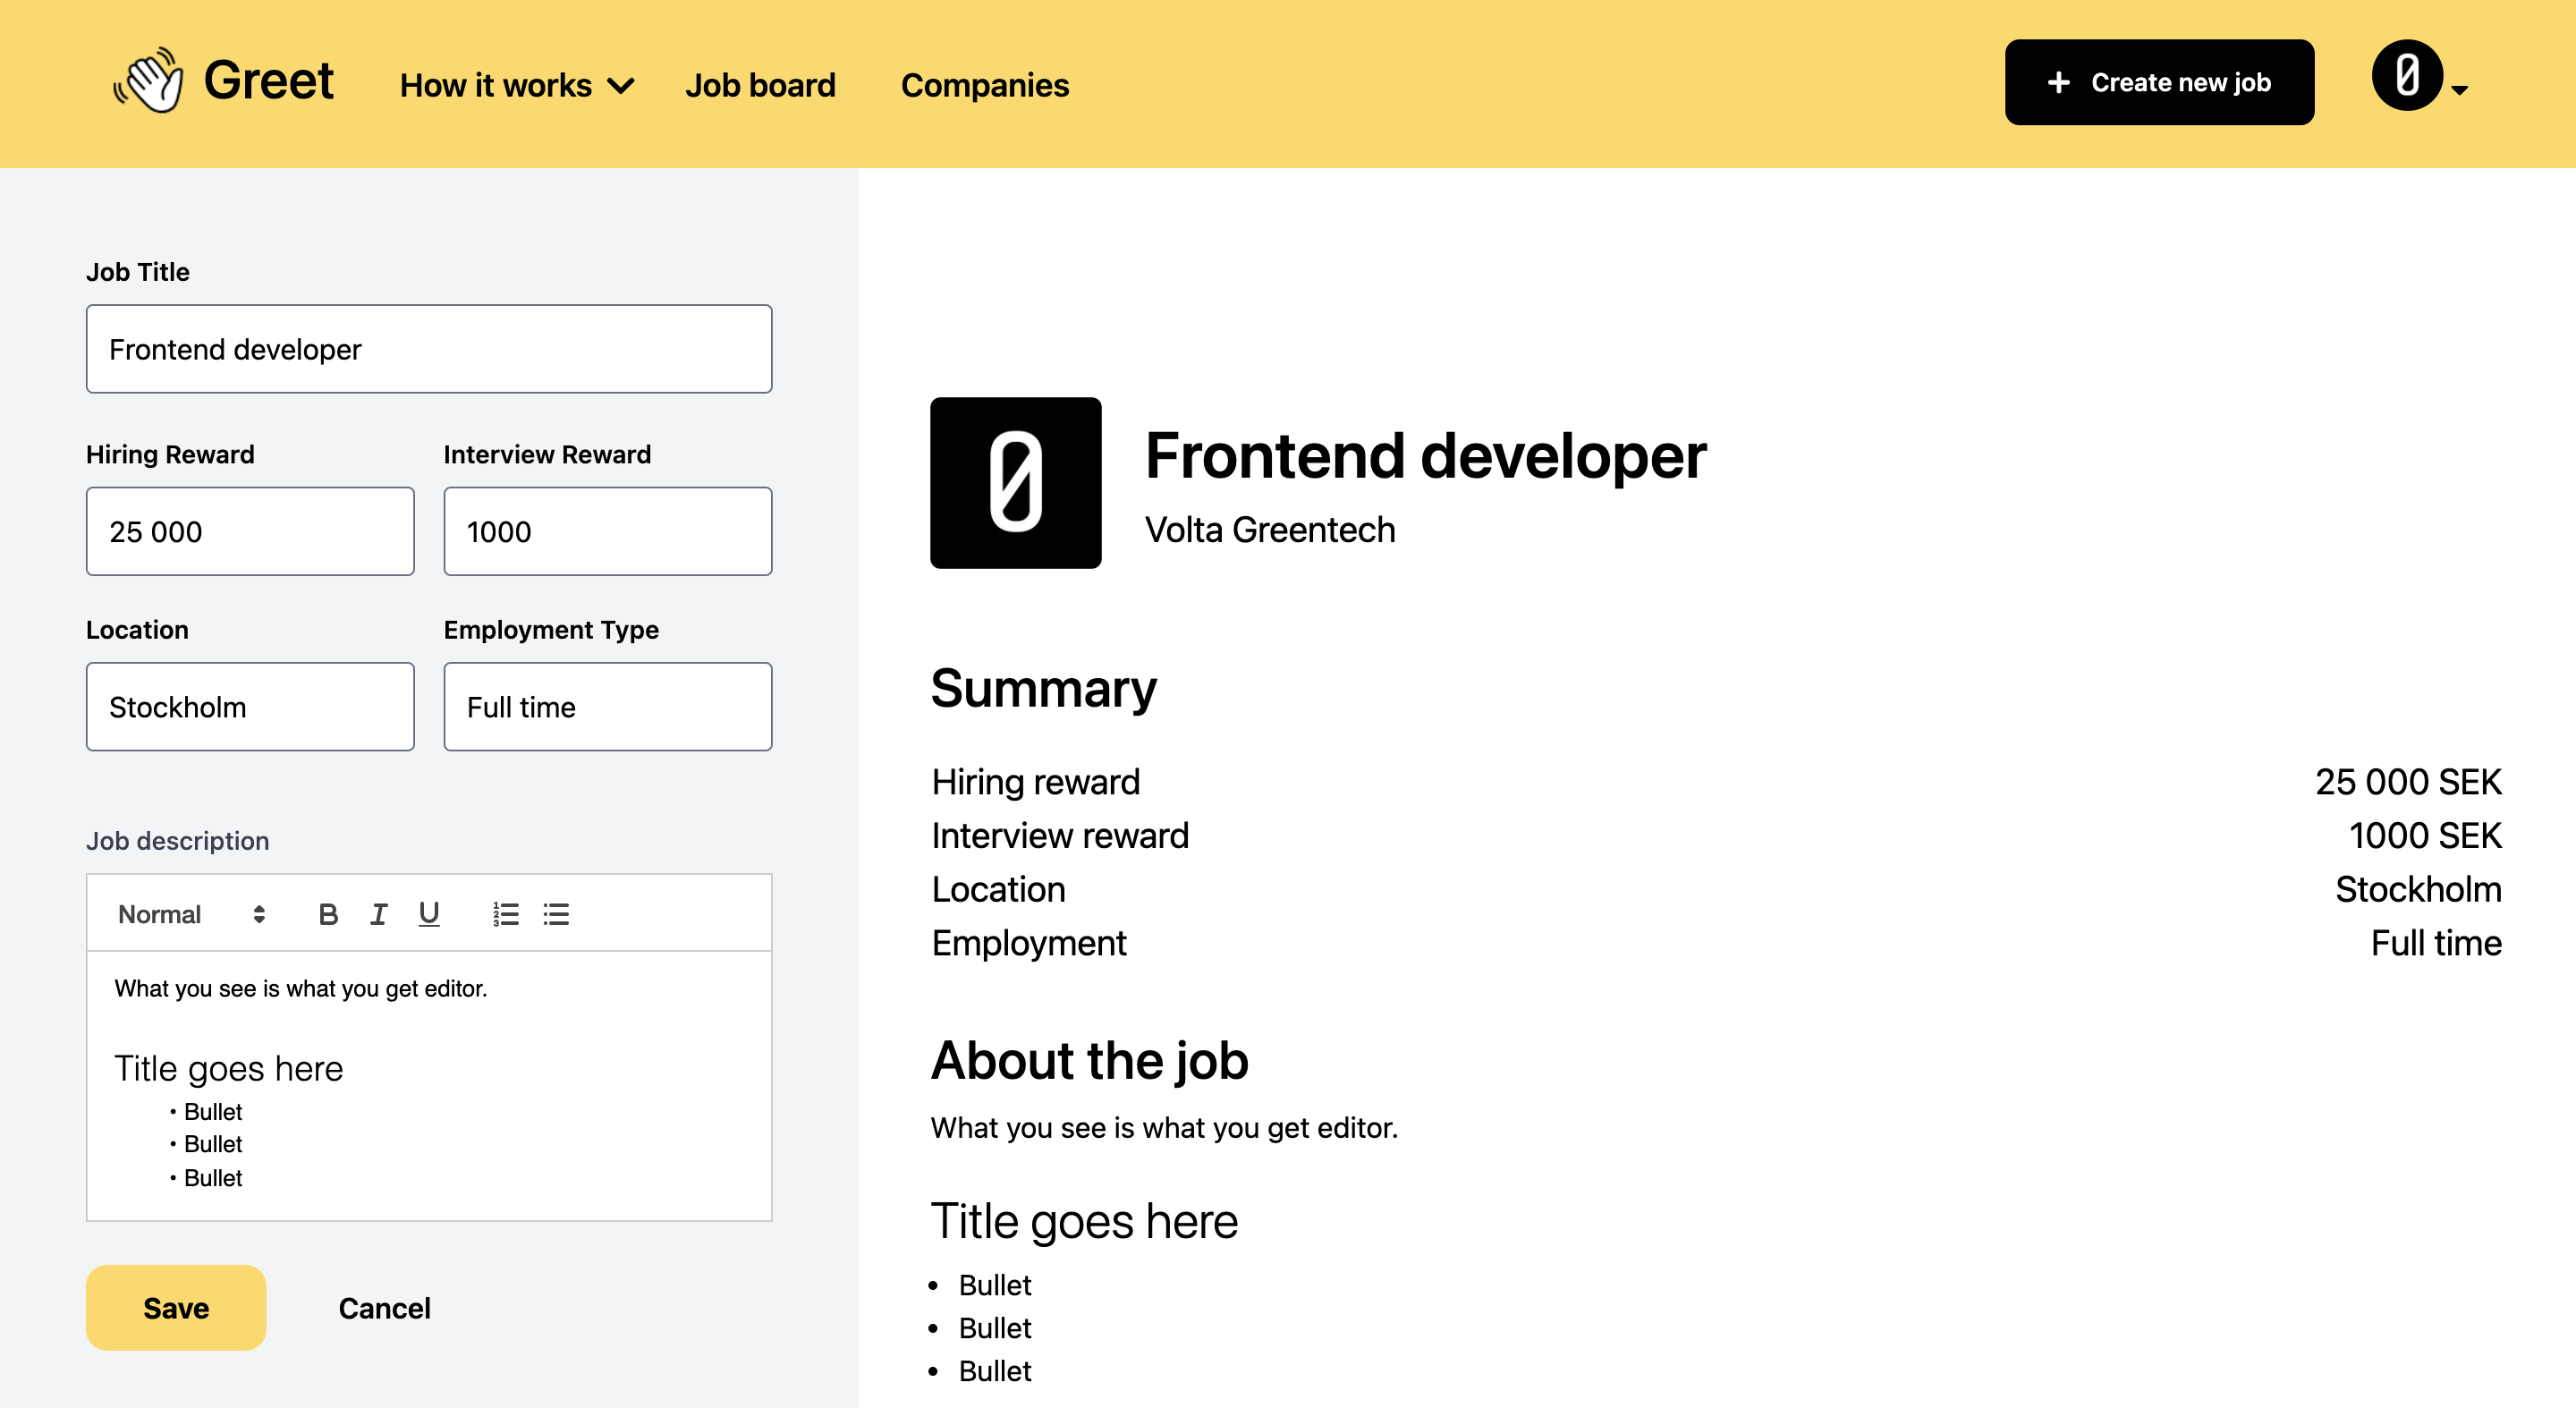 Greet
How it works
Job board
Companies
+ Create new job
0
Job Title
Frontend developer
Hiring Reward
Interview Reward
25 000
1000
Location
Employment Type
Stockholm
Full time
Job description
Normal
B I U
What you see is what you get editor.
Title goes here
• Bullet
• Bullet
• Bullet
Save
Cancel
0
Frontend developer
Volta Greentech
Summary
Hiring reward 25 000 SEK
Interview reward 1000 SEK
Location Stockholm
Employment Full time
About the job
What you see is what you get editor.
Title goes here
• Bullet
• Bullet
• Bullet